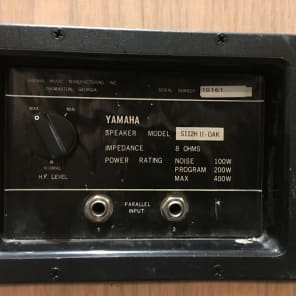 YAMAHA MUSIC MANUFACTURING INC.
THOMASTON, GEORGIA
SERIAL NUMBER 10161
MAX MIN
NORMAL
H.F. LEVEL
YAMAHA
SPEAKER MODEL S112H II-OAK
IMPEDANCE 8 OHMS
POWER RATING NOISE 100W
PROGRAM 200W
MAX 400W
PARALLEL
INPUT
1 2